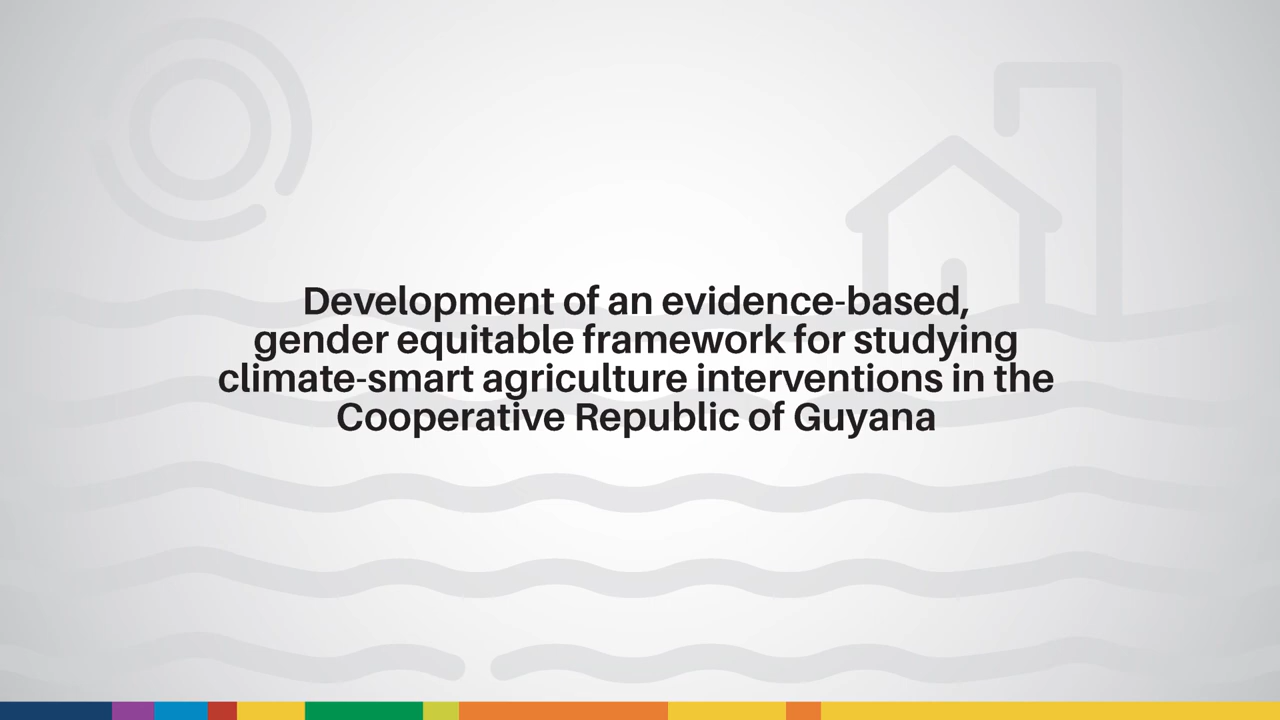 Development of an evidence-based,
gender equitable framework for studying
climate-smart agriculture interventions in the
Cooperative Republic of Guyana